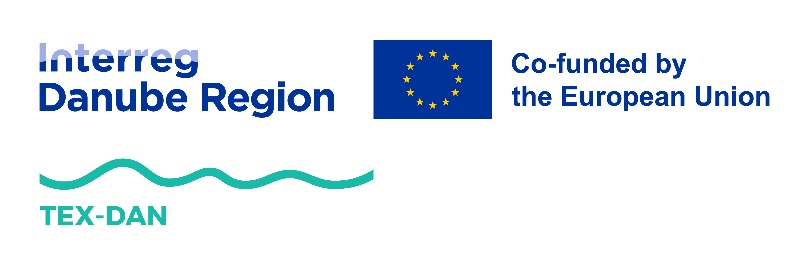 Interreg
Danube Region
Co-funded by
the European Union
TEX-DAN